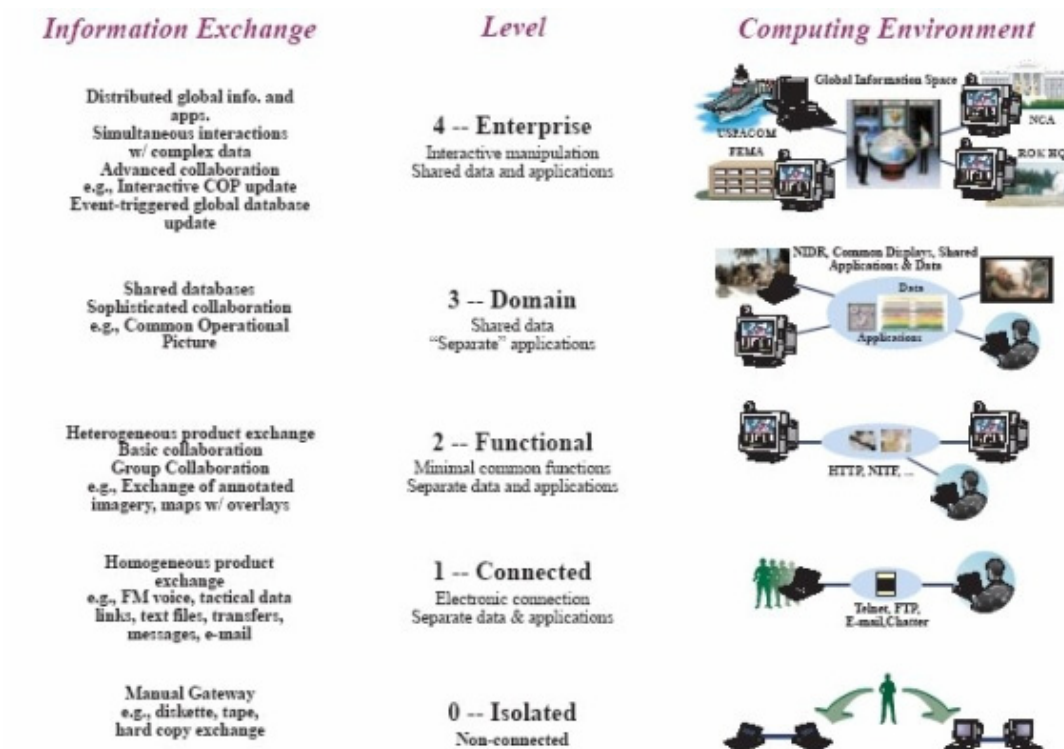 Information Exchange
Level
Computing Environment
Distributed global info. and
apps.
Simultaneous interactions
w/ complex data
Advanced collaboration
e.g., Interactive COP update
Event-triggered global database
update
4 -- Enterprise
Interactive manipulation
Shared data and applications
Global Information Space
USPACOM
FEMA
NCA
ROK HQ
Shared databases
Sophisticated collaboration
e.g., Common Operational
Picture
3 -- Domain
Shared data
“Separate” applications
NIDR, Common Displays, Shared
Applications & Data
Data
Applications
Heterogeneous product exchange
Basic collaboration
Group Collaboration
e.g., Exchange of annotated
imagery, maps w/ overlays
2 -- Functional
Minimal common functions
Separate data and applications
HTTP, NITF, ...
Homogeneous product
exchange
e.g., FM voice, tactical data
links, text files, transfers,
messages, e-mail
1 -- Connected
Electronic connection
Separate data & applications
Telnet, FTP,
E-mail,Chatter
Manual Gateway
e.g., diskette, tape,
hard copy exchange
0 -- Isolated
Non-connected